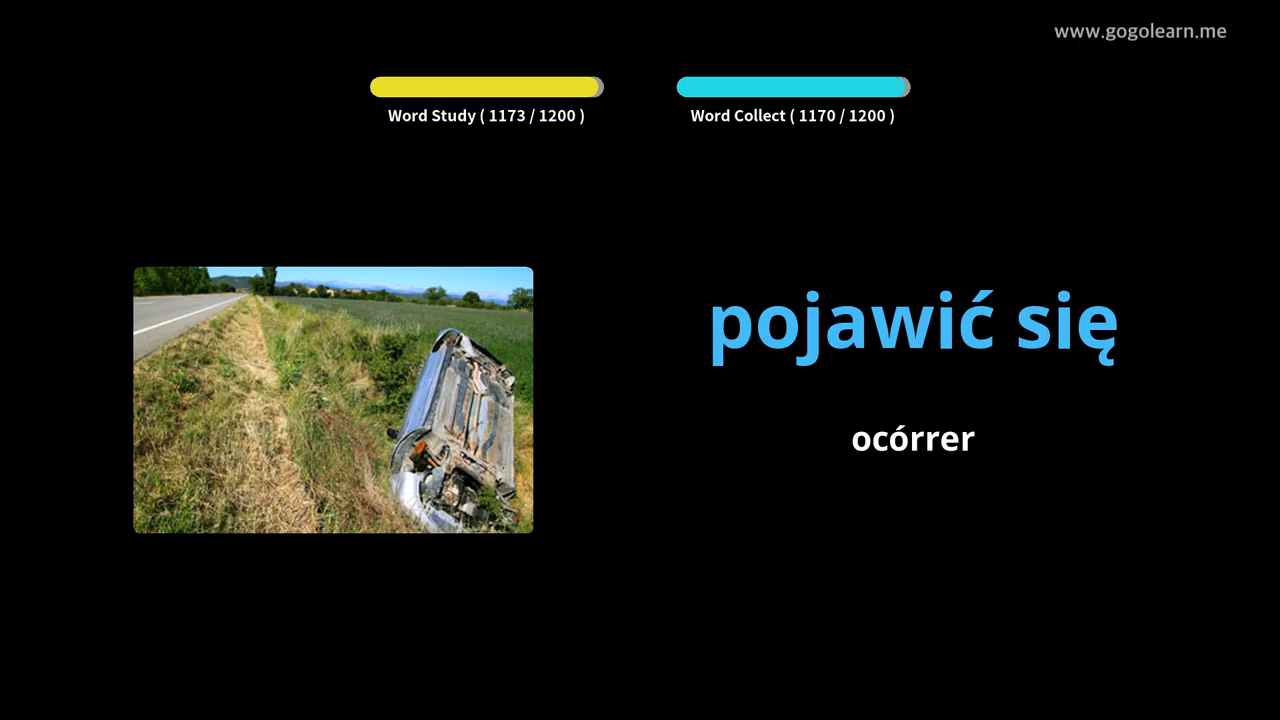 www.gogolearn.me
Word Study ( 1173 / 1200 )
Word Collect ( 1170 / 1200 )
pojawić się
ocórrer